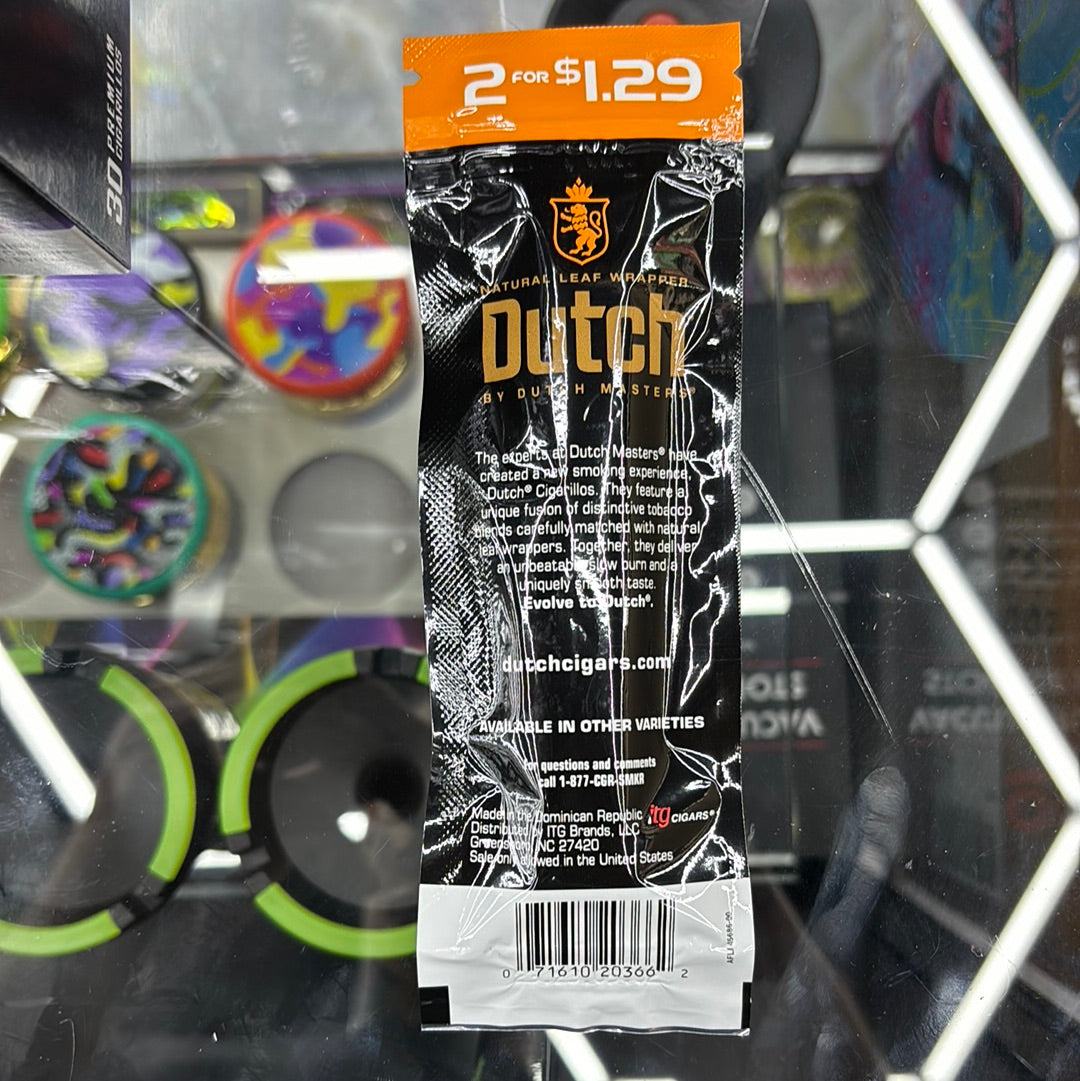 2 FOR $1.29
NATURAL LEAF WRAPPER
Dutch
BY DUTCH MASTERS®
The experts at Dutch Masters® have
created a new smoking experience,
Dutch® Cigarillos. They feature a
unique fusion of distinctive tobacco
blends carefully matched with natural
leaf wrappers. Together, they deliver
an unbeatable slow burn and a
uniquely smooth taste.
Evolve to Dutch®.
dutchcigars.com
AVAILABLE IN OTHER VARIETIES
For questions and comments
call 1-877-CGR-SMKR
Made in the Dominican Republic
Distributed by ITG Brands, LLC
Greensboro, NC 27420
Sale only allowed in the United States
itg CIGARS®
0 71610 20366 2
30 PREMIUM
CIGARILLOS